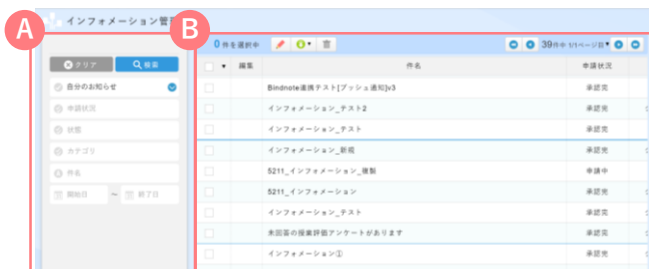 A
インフォメーション管
B
0件を選択中
39件中 1/1ページ目
クリア
検索
編集
件名
申請状況
自分のお知らせ
申請状況
状態
カテゴリ
件名
開始日 ~ 終了日
Bindnote連携テスト[プッシュ通知]v3 承認完
インフォメーション_テスト2 承認完
インフォメーション_テスト 承認完
インフォメーション_新規 承認完
5211_インフォメーション_複製 申請中
5211_インフォメーション 承認完
インフォメーション_テスト 承認完
未回答の授業評価アンケートがあります 承認完
インフォメーション① 承認完